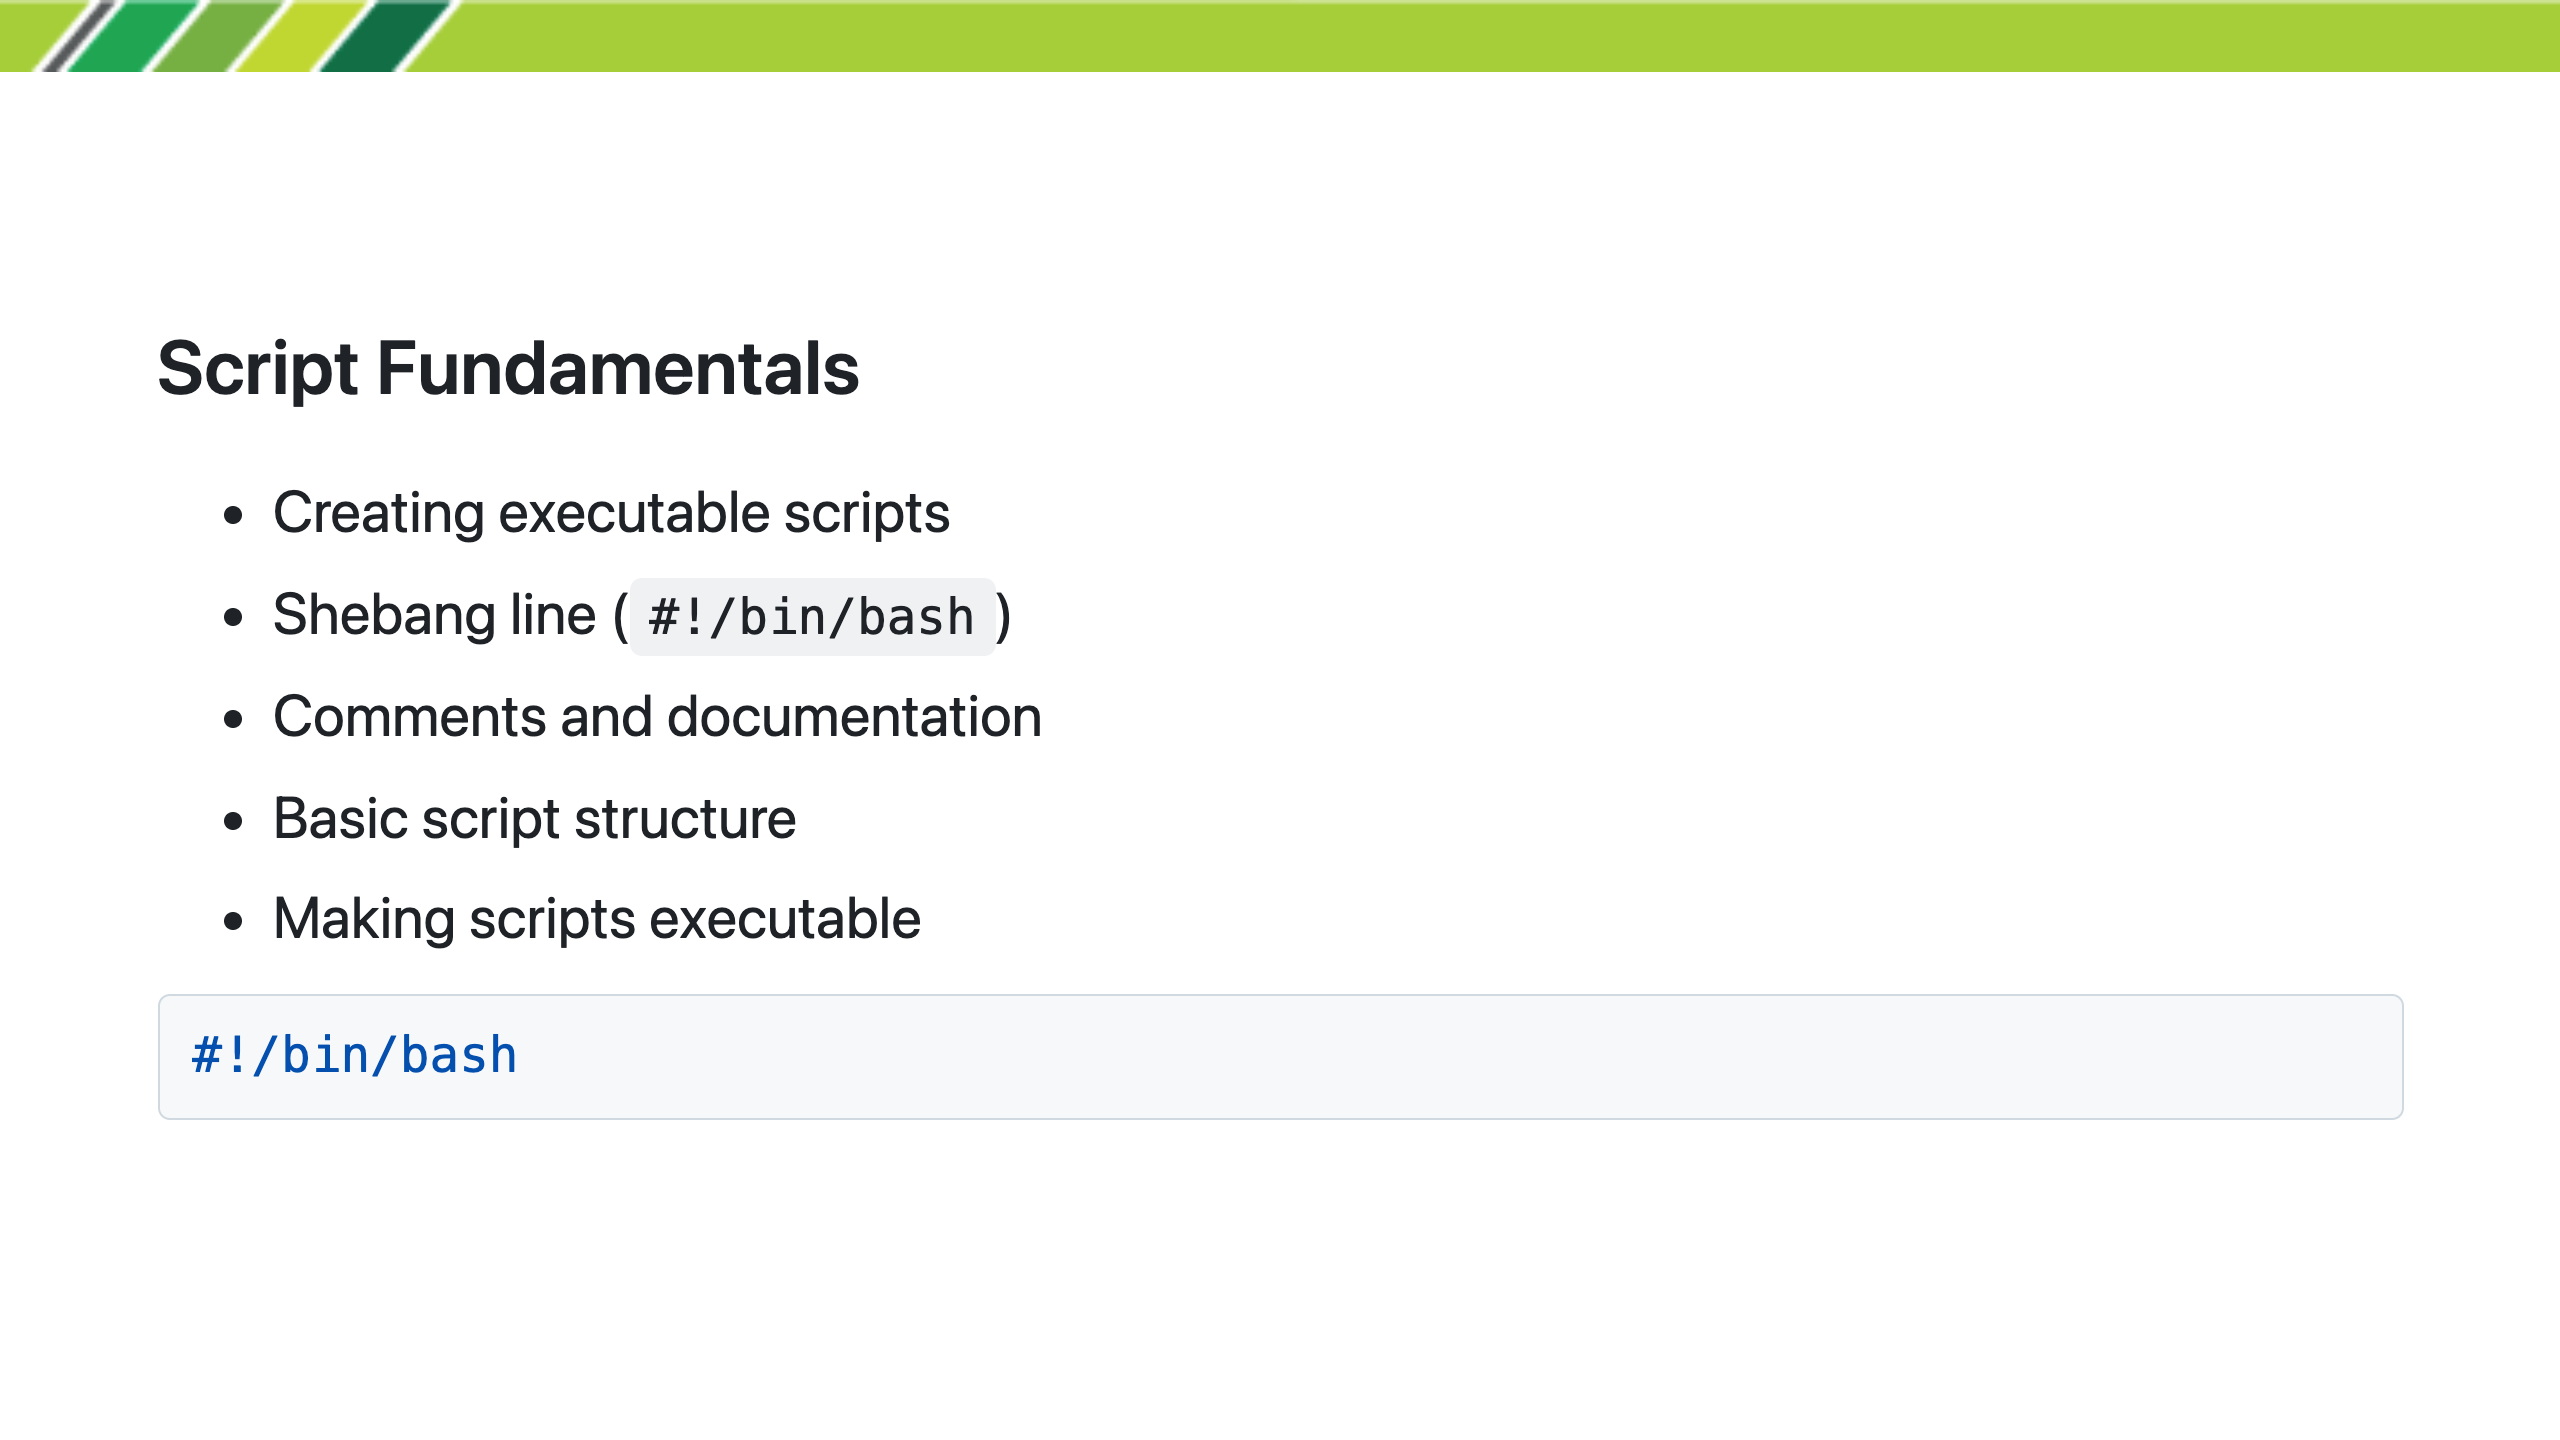 Script Fundamentals
• Creating executable scripts
• Shebang line (#!/bin/bash)
• Comments and documentation
• Basic script structure
• Making scripts executable
#!/bin/bash